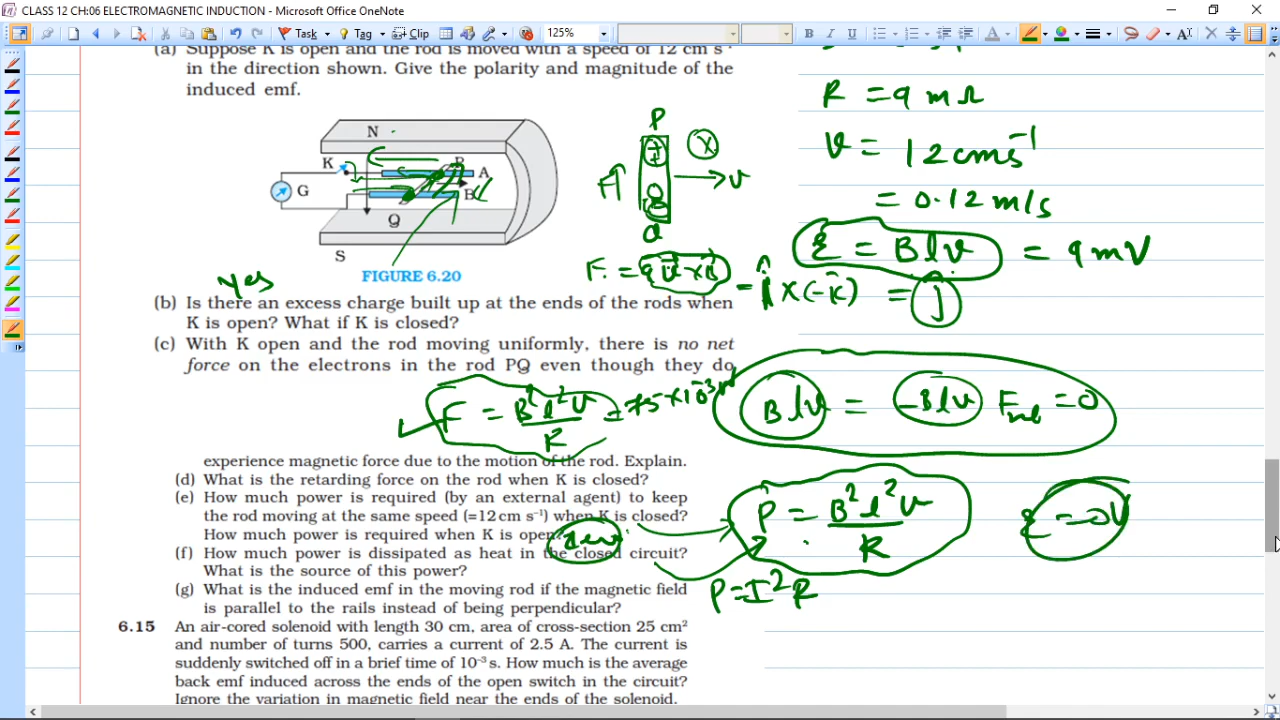 CLASS 12 CH:06 ELECTROMAGNETIC INDUCTION - Microsoft Office OneNote
Task
Tag
Clip
125%
B I U
(a) Suppose K is open and the rod is moved with a speed of 12 cm s⁻¹
in the direction shown. Give the polarity and magnitude of the
induced emf.
N
K
G
A
B
Q
S
FIGURE 6.20
P
+
x
v
F
Q
R = 9 mΩ
v = 12 cms⁻¹
= 0.12 m/s
ε = Blv = 9 mV
= î × (-k̂) = ĵ
yes
(b) Is there an excess charge built up at the ends of the rods when
K is open? What if K is closed?
(c) With K open and the rod moving uniformly, there is no net
force on the electrons in the rod PQ even though they do
F = B²l²v/R = 75×10⁻³N
Blv = -Blv Fnet = 0
experience magnetic force due to the motion of the rod. Explain.
(d) What is the retarding force on the rod when K is closed?
(e) How much power is required (by an external agent) to keep
the rod moving at the same speed (=12 cm s⁻¹) when K is closed?
How much power is required when K is open?
zero
(f) How much power is dissipated as heat in the closed circuit?
What is the source of this power?
(g) What is the induced emf in the moving rod if the magnetic field
is parallel to the rails instead of being perpendicular?
P = B²l²v/R
ε = 0V
P = I²R
6.15 An air-cored solenoid with length 30 cm, area of cross-section 25 cm²
and number of turns 500, carries a current of 2.5 A. The current is
suddenly switched off in a brief time of 10⁻³ s. How much is the average
back emf induced across the ends of the open switch in the circuit?
Ignore the variation in magnetic field near the ends of the solenoid.